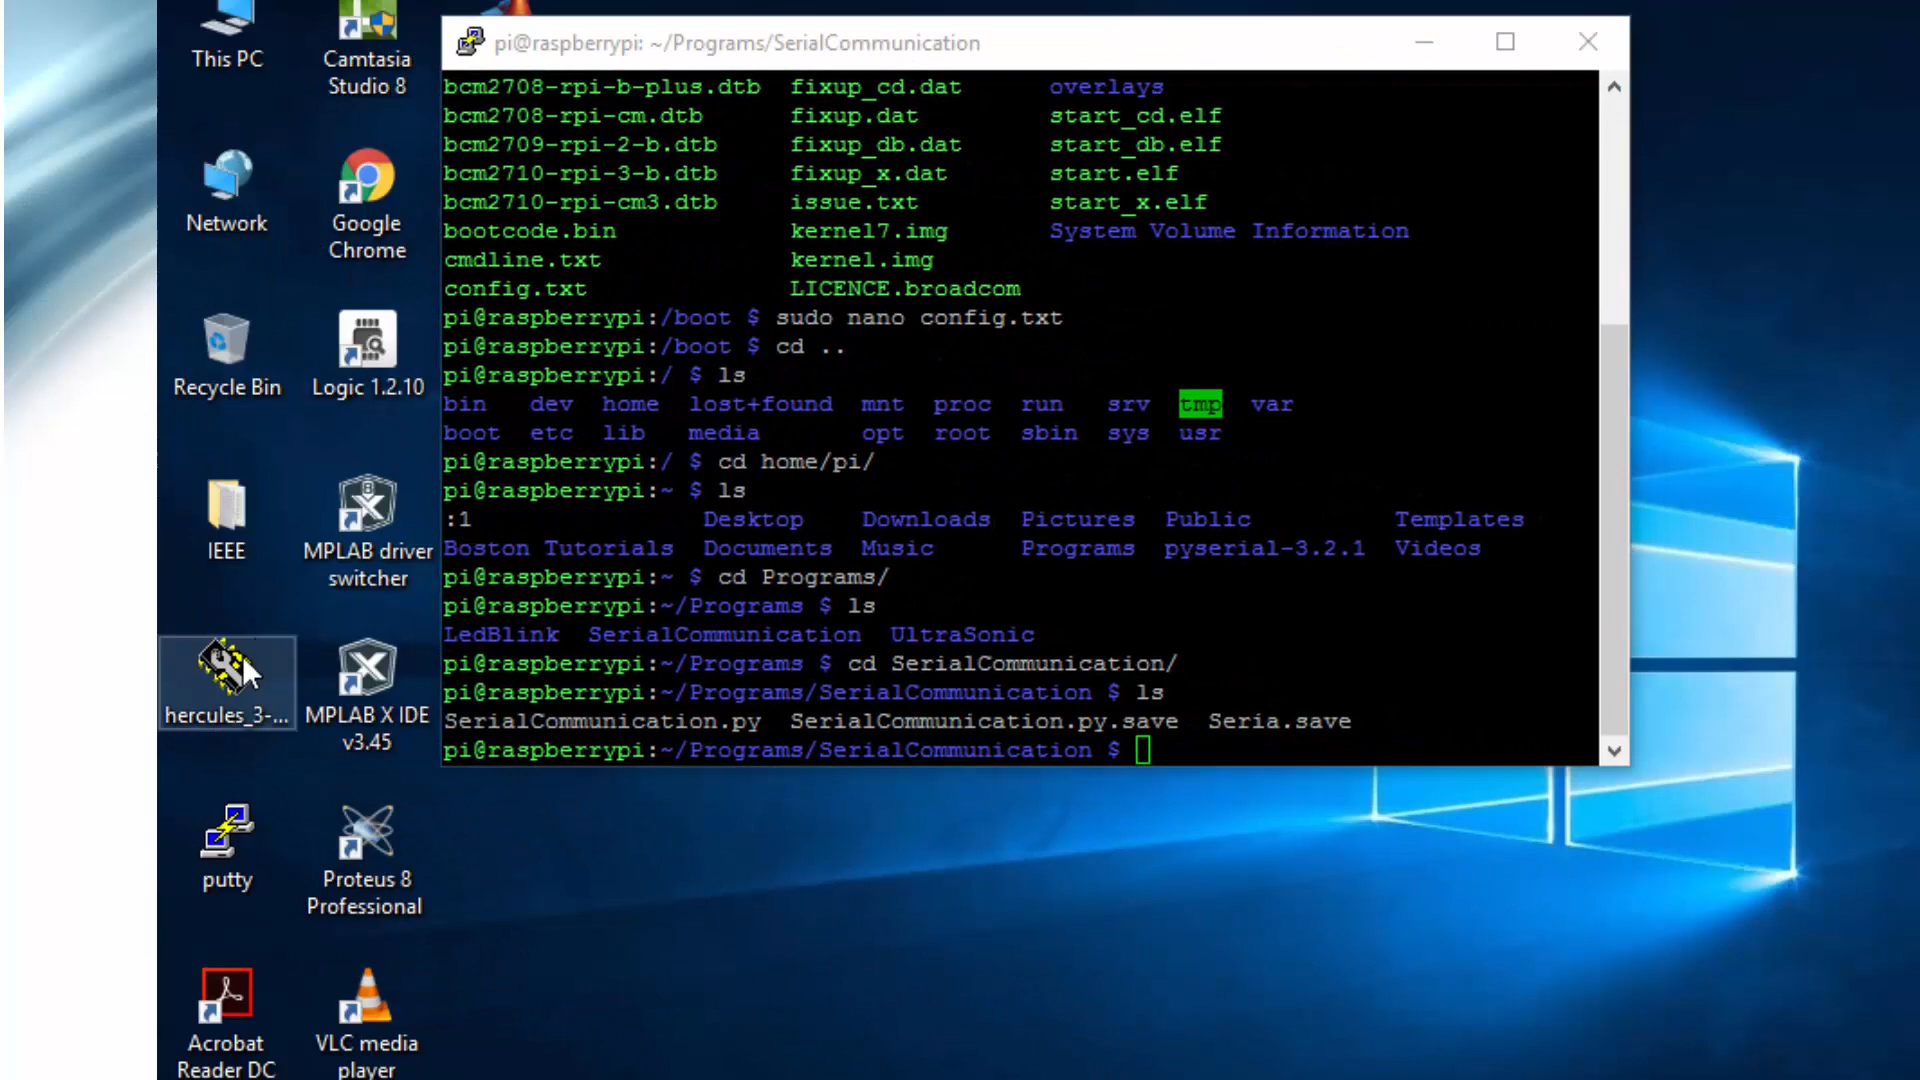 This PC
Camtasia
Studio 8
Network
Google
Chrome
Recycle Bin
Logic 1.2.10
IEEE
MPLAB driver
switcher
hercules_3-...
MPLAB X IDE
v3.45
putty
Proteus 8
Professional
Acrobat
Reader DC
VLC media
player
pi@raspberrypi: ~/Programs/SerialCommunication
bcm2708-rpi-b-plus.dtb fixup_cd.dat overlays
bcm2708-rpi-cm.dtb fixup.dat start_cd.elf
bcm2709-rpi-2-b.dtb fixup_db.dat start_db.elf
bcm2710-rpi-3-b.dtb fixup_x.dat start.elf
bcm2710-rpi-cm3.dtb issue.txt start_x.elf
bootcode.bin kernel7.img System Volume Information
cmdline.txt kernel.img
config.txt LICENCE.broadcom
pi@raspberrypi:/boot $ sudo nano config.txt
pi@raspberrypi:/boot $ cd ..
pi@raspberrypi:/ $ ls
bin dev home lost+found mnt proc run srv tmp var
boot etc lib media opt root sbin sys usr
pi@raspberrypi:/ $ cd home/pi/
pi@raspberrypi:~ $ ls
:1 Desktop Downloads Pictures Public Templates
Boston Tutorials Documents Music Programs pyserial-3.2.1 Videos
pi@raspberrypi:~ $ cd Programs/
pi@raspberrypi:~/Programs $ ls
LedBlink SerialCommunication UltraSonic
pi@raspberrypi:~/Programs $ cd SerialCommunication/
pi@raspberrypi:~/Programs/SerialCommunication $ ls
SerialCommunication.py SerialCommunication.py.save Seria.save
pi@raspberrypi:~/Programs/SerialCommunication $